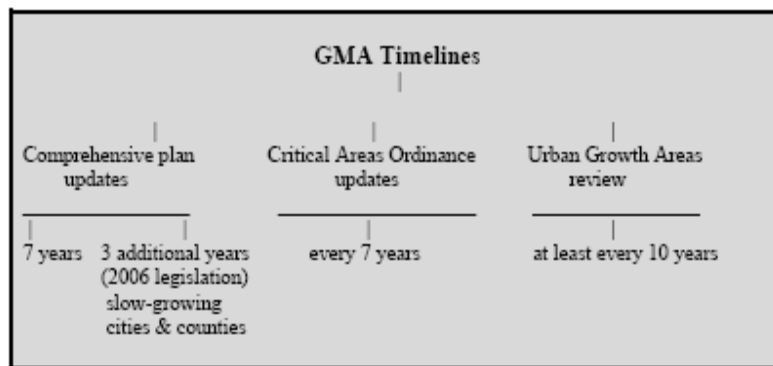 GMA Timelines
Comprehensive plan updates
Critical Areas Ordinance updates
Urban Growth Areas review
7 years
3 additional years
(2006 legislation)
slow-growing
cities & counties
every 7 years
at least every 10 years